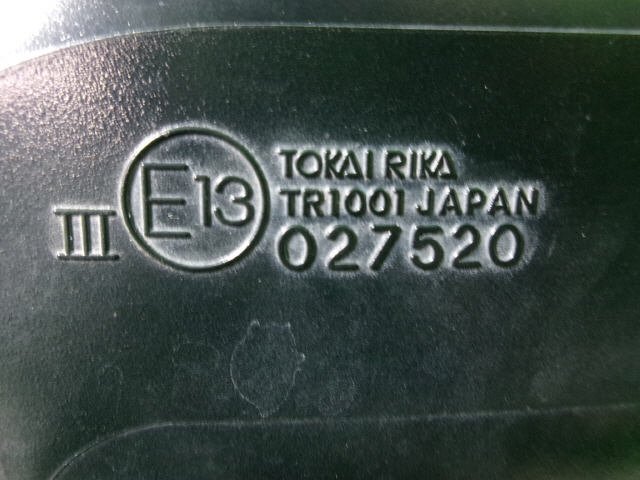 III E13
TOKAI RIKA
TR1001 JAPAN
027520